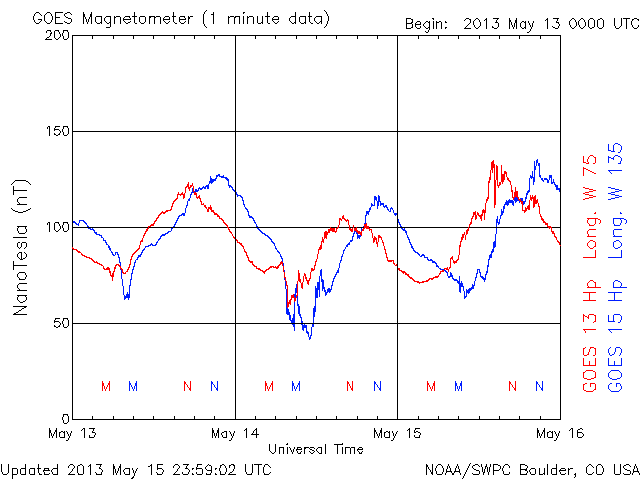 GOES Magnetometer (1 minute data)
Begin: 2013 May 13 0000 UTC
200
150
100
50
0
NanoTesla (nT)
M M N N M M N N M M N N
May 13 May 14 May 15 May 16
Universal Time
GOES 13 Hp Long. W 75
GOES 15 Hp Long. W 135
Updated 2013 May 15 23:59:02 UTC
NOAA/SWPC Boulder, CO USA